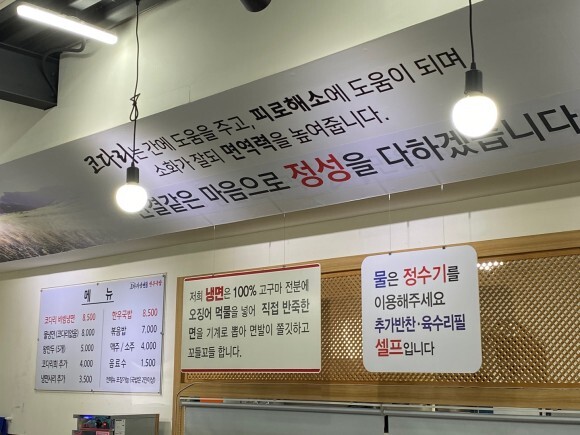 코다리는 간에 도움을 주고, 피로해소에 도움이 되며
소화가 잘되 면역력을 높여줍니다.
한결같은 마음으로 정성을 다하겠습니다
메 뉴
코다리 비빔냉면 8,500
물냉면 (코다리없음) 8,000
왕만두 (5개) 5,000
코다리회 추가 4,000
냉면사리 추가 3,500
한우국밥 8,500
볶음밥 7,000
맥주 / 소주 4,000
음료수 1,500
저희 냉면은 100% 고구마 전분에
오징어 먹물을 넣어 직접 반죽한
면을 기계로 뽑아 면발이 쫄깃하고
꼬들꼬들 합니다.
물은 정수기를
이용해주세요
추가반찬·육수리필
셀프입니다